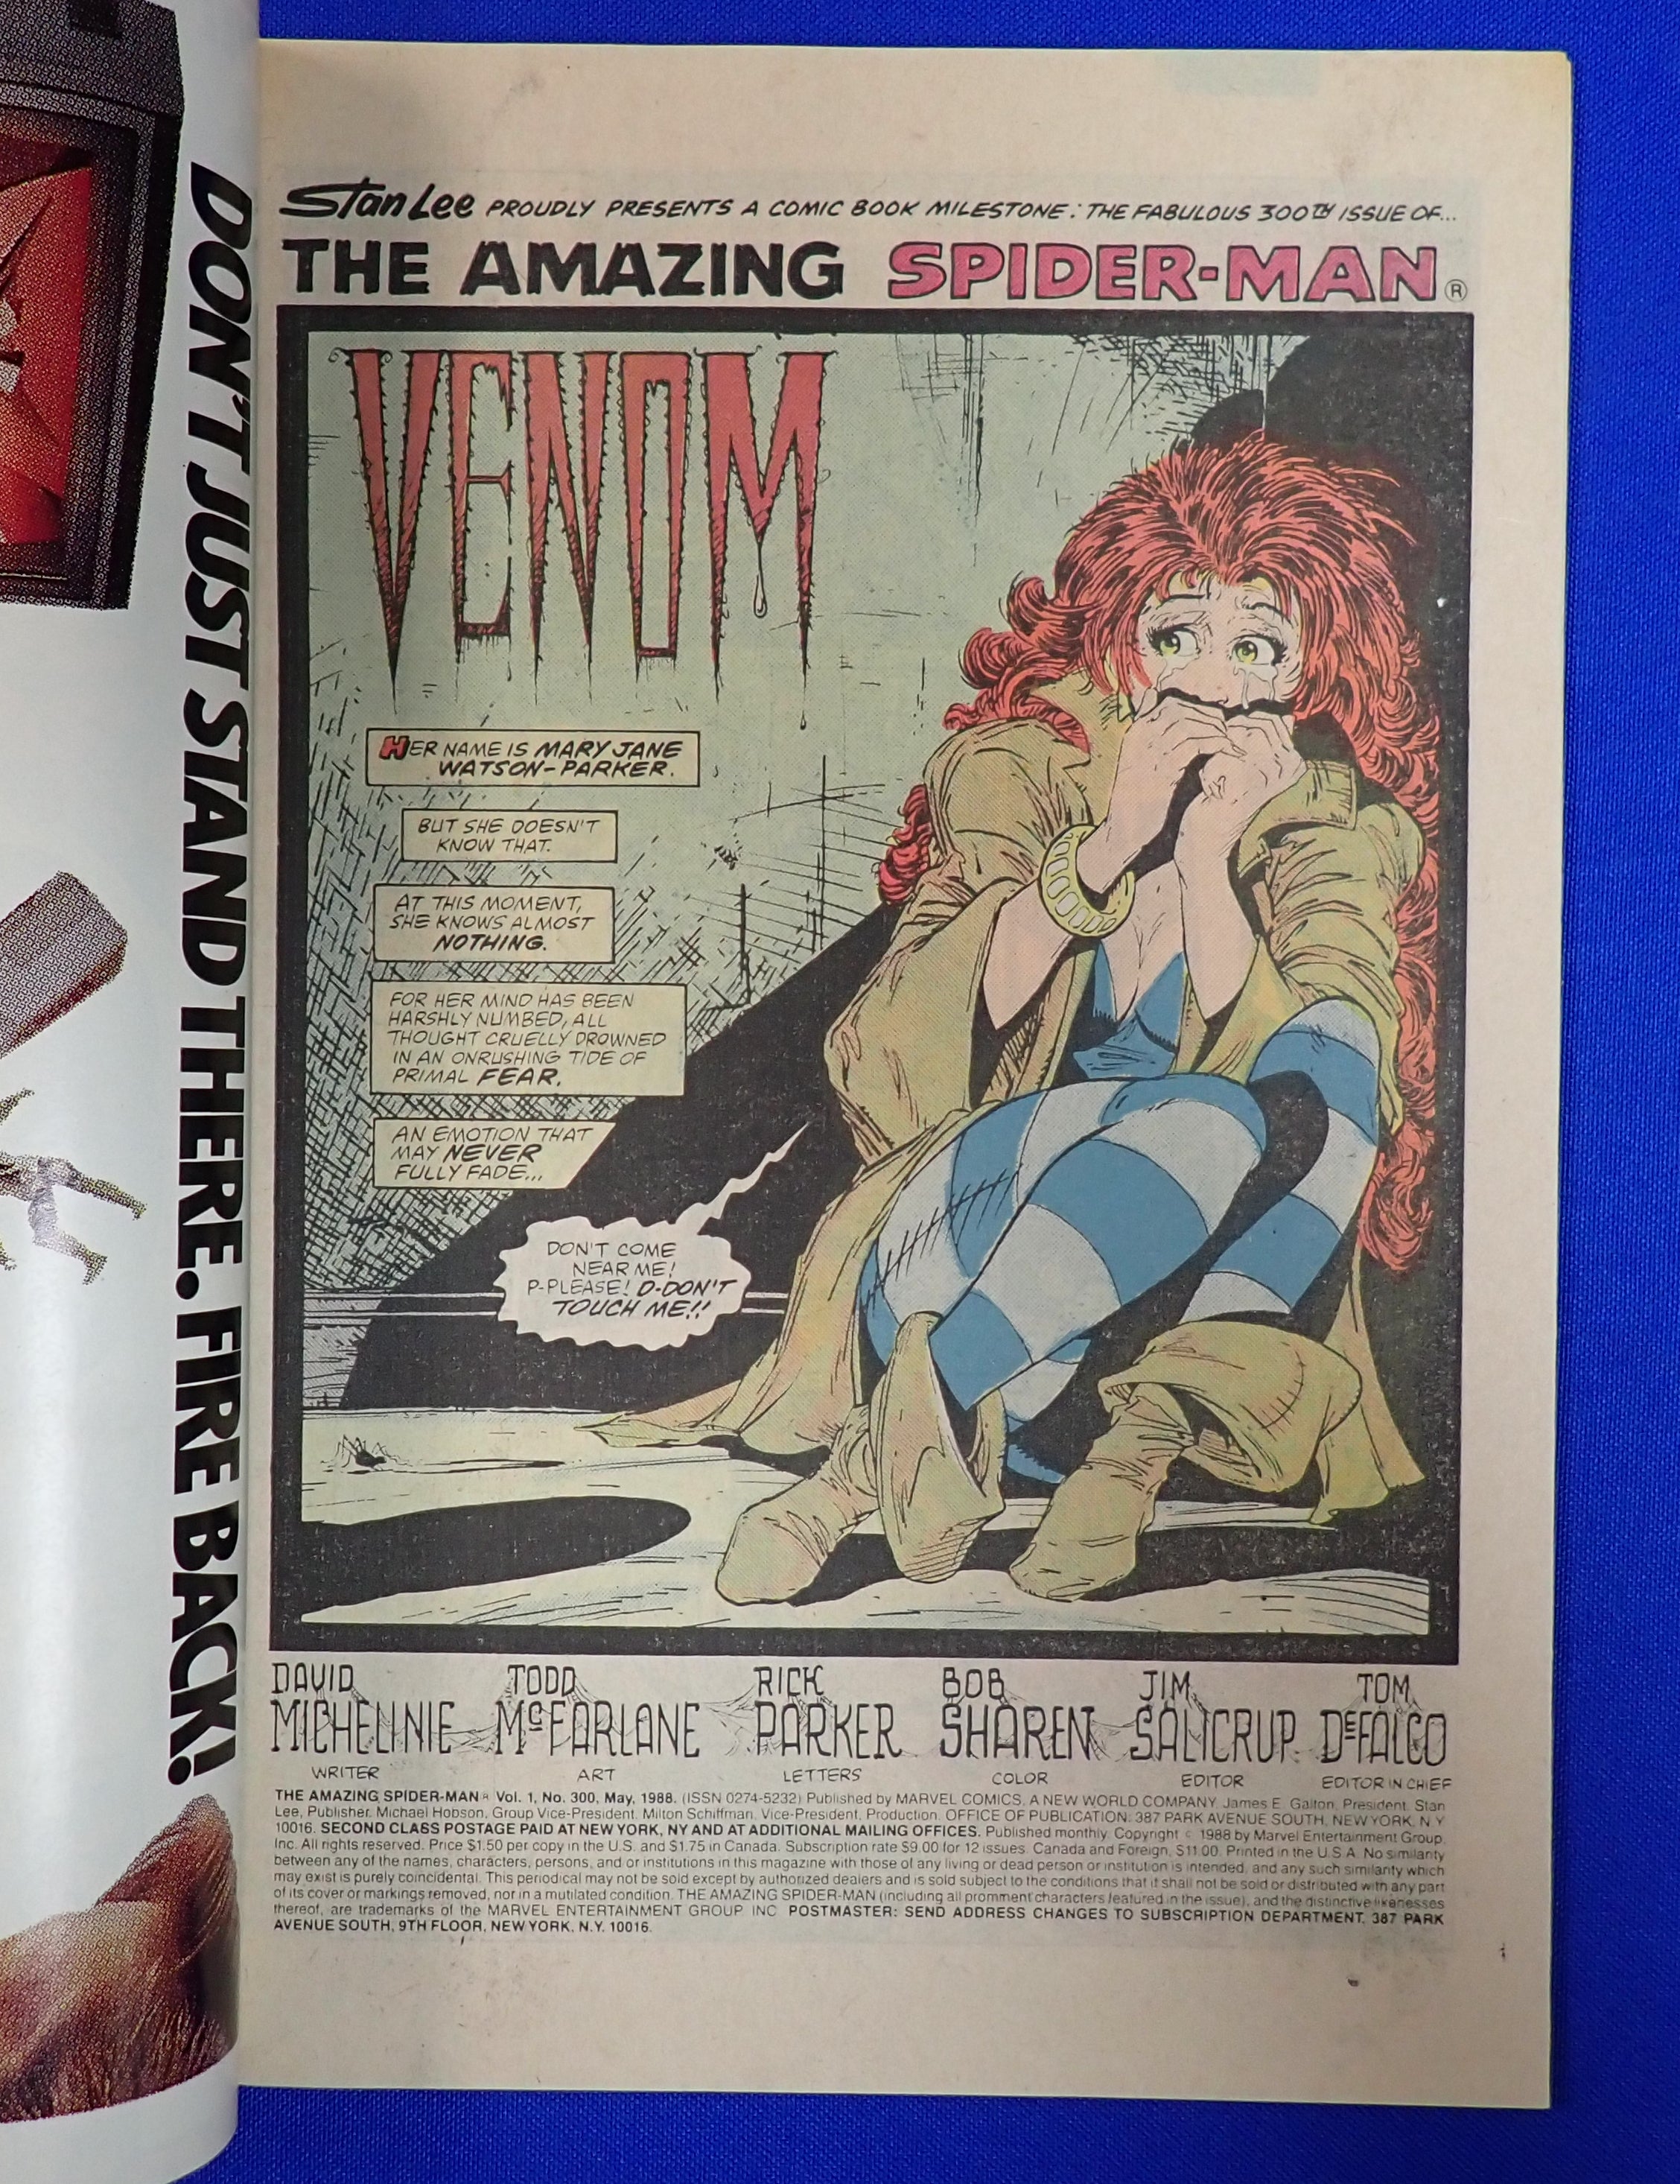 DON'T JUST STAND THERE. FIRE BACK!
Stan Lee PROUDLY PRESENTS A COMIC BOOK MILESTONE: THE FABULOUS 300TH ISSUE OF...
THE AMAZING SPIDER-MAN®
VENOM
HER NAME IS MARY JANE
WATSON-PARKER.
BUT SHE DOESN'T
KNOW THAT.
AT THIS MOMENT,
SHE KNOWS ALMOST
NOTHING.
FOR HER MIND HAS BEEN
HARSHLY NUMBED, ALL
THOUGHT CRUELLY DROWNED
IN AN ONRUSHING TIDE OF
PRIMAL FEAR.
AN EMOTION THAT
MAY NEVER
FULLY FADE...
DON'T COME
NEAR ME!
P-PLEASE! D-DON'T
TOUCH ME!!
DAVID MICHELINIE WRITER
TODD McFARLANE ART
RICK PARKER LETTERS
BOB SHAREN COLOR
JIM SALICRUP EDITOR
TOM DeFALCO EDITOR IN CHIEF
THE AMAZING SPIDER-MAN® Vol. 1, No. 300, May, 1988. (ISSN 0274-5232) Published by MARVEL COMICS, A NEW WORLD COMPANY. James E. Galton, President. Stan
Lee, Publisher. Michael Hobson, Group Vice-President. Milton Schiffman, Vice-President, Production. OFFICE OF PUBLICATION: 387 PARK AVENUE SOUTH, NEW YORK, N.Y.
10016. SECOND CLASS POSTAGE PAID AT NEW YORK, NY AND AT ADDITIONAL MAILING OFFICES. Published monthly. Copyright © 1988 by Marvel Entertainment Group,
Inc. All rights reserved. Price $1.50 per copy in the U.S. and $1.75 in Canada. Subscription rate $9.00 for 12 issues. Canada and Foreign, $11.00. Printed in the U.S.A. No similarity
between any of the names, characters, persons, and/or institutions in this magazine with those of any living or dead person or institution is intended, and any such similarity which
may exist is purely coincidental. This periodical may not be sold except by authorized dealers and is sold subject to the conditions that it shall not be sold or distributed with any part
of its cover or markings removed, nor in a mutilated condition. THE AMAZING SPIDER-MAN (including all prominent characters featured in the issue), and the distinctive likenesses
thereof, are trademarks of the MARVEL ENTERTAINMENT GROUP, INC. POSTMASTER: SEND ADDRESS CHANGES TO SUBSCRIPTION DEPARTMENT, 387 PARK
AVENUE SOUTH, 9TH FLOOR, NEW YORK, N.Y. 10016.